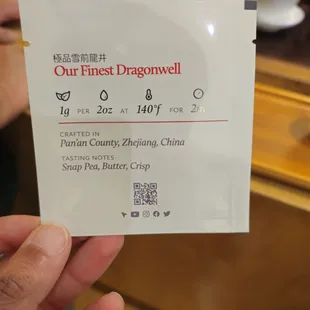 極品雪前龍井
Our Finest Dragonwell
1g PER 2oz AT 140°f FOR
CRAFTED IN
Pan'an County, Zhejiang, China
TASTING NOTES
Snap Pea, Butter, Crisp